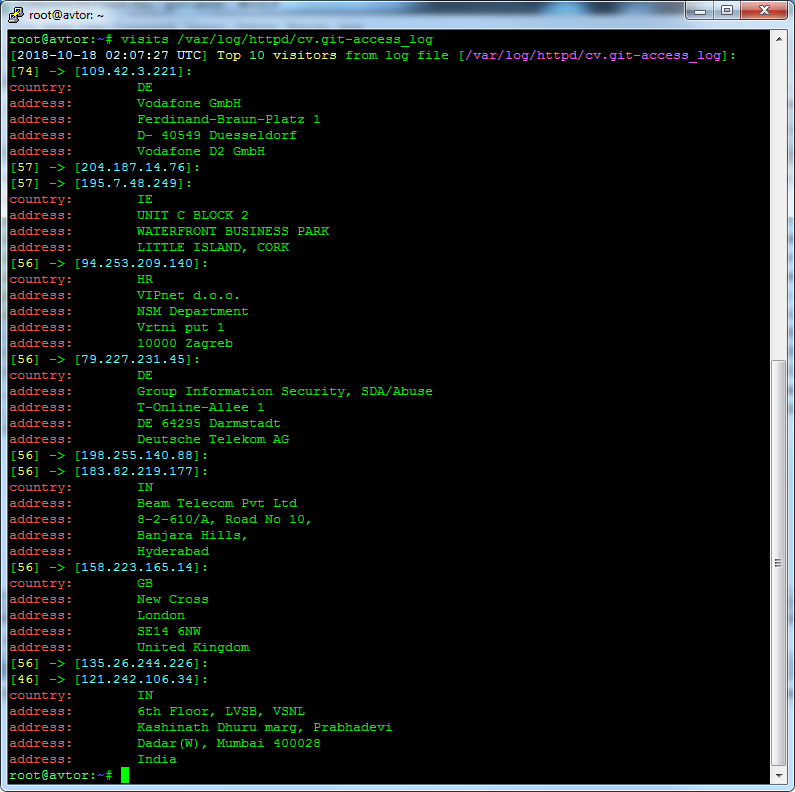 root@avtor: ~
root@avtor:~# visits /var/log/httpd/cv.git-access_log
[2018-10-18 02:07:27 UTC] Top 10 visitors from log file [/var/log/httpd/cv.git-access_log]:
[74] -> [109.42.3.221]:
country:        DE
address:        Vodafone GmbH
address:        Ferdinand-Braun-Platz 1
address:        D- 40549 Duesseldorf
address:        Vodafone D2 GmbH
[57] -> [204.187.14.76]:
[57] -> [195.7.48.249]:
country:        IE
address:        UNIT C BLOCK 2
address:        WATERFRONT BUSINESS PARK
address:        LITTLE ISLAND, CORK
[56] -> [94.253.209.140]:
country:        HR
address:        VIPnet d.o.o.
address:        NSM Department
address:        Vrtni put 1
address:        10000 Zagreb
[56] -> [79.227.231.45]:
country:        DE
address:        Group Information Security, SDA/Abuse
address:        T-Online-Allee 1
address:        DE 64295 Darmstadt
address:        Deutsche Telekom AG
[56] -> [198.255.140.88]:
[56] -> [183.82.219.177]:
country:        IN
address:        Beam Telecom Pvt Ltd
address:        8-2-610/A, Road No 10,
address:        Banjara Hills,
address:        Hyderabad
[56] -> [158.223.165.14]:
country:        GB
address:        New Cross
address:        London
address:        SE14 6NW
address:        United Kingdom
[56] -> [135.26.244.226]:
[46] -> [121.242.106.34]:
country:        IN
address:        6th Floor, LVSB, VSNL
address:        Kashinath Dhuru marg, Prabhadevi
address:        Dadar(W), Mumbai 400028
address:        India
root@avtor:~#